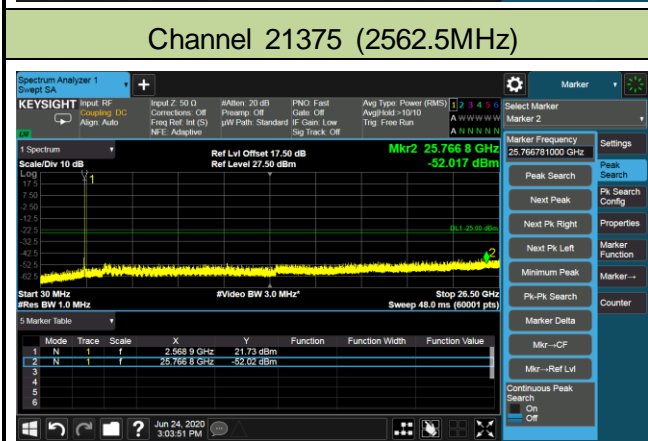 Channel 21375 (2562.5MHz)
Spectrum Analyzer 1
Swept SA
Marker
KEYSIGHT
Input: RF
Coupling: DC
Align: Auto
Input Z: 50 Ω
Corrections: Off
Freq Ref: Int (S)
NFE: Adaptive
#Atten: 20 dB
Preamp: Off
µW Path: Standard
PNO: Fast
Gate: Off
IF Gain: Low
Sig Track: Off
Avg Type: Power (RMS)
Avg|Hold:>10/10
Trig: Free Run
1 2 3 4 5 6
A W W W W W
A N N N N N
Select Marker
Marker 2
1 Spectrum
Scale/Div 10 dB
Ref Lvl Offset 17.50 dB
Ref Level 27.50 dBm
Mkr2 25.766 8 GHz
-52.017 dBm
Log
17.5
7.50
-2.50
-12.5
-22.5
-32.5
-42.5
-52.5
-62.5
1
DL1 -25.00 dBm
2
Start 30 MHz
#Res BW 1.0 MHz
#Video BW 3.0 MHz*
Stop 26.50 GHz
Sweep 48.0 ms (60001 pts)
5 Marker Table
Mode Trace Scale X Y Function Function Width Function Value
1 N 1 f 2.568 9 GHz 21.73 dBm
2 N 1 f 25.766 8 GHz -52.02 dBm
3
4
5
6
Marker Frequency
25.766781000 GHz
Peak Search
Next Peak
Next Pk Right
Next Pk Left
Minimum Peak
Pk-Pk Search
Marker Delta
Mkr→CF
Mkr→Ref Lvl
Continuous Peak
Search
On
Off
Settings
Peak
Search
Pk Search
Config
Properties
Marker
Function
Marker→
Counter
Jun 24, 2020
3:03:51 PM